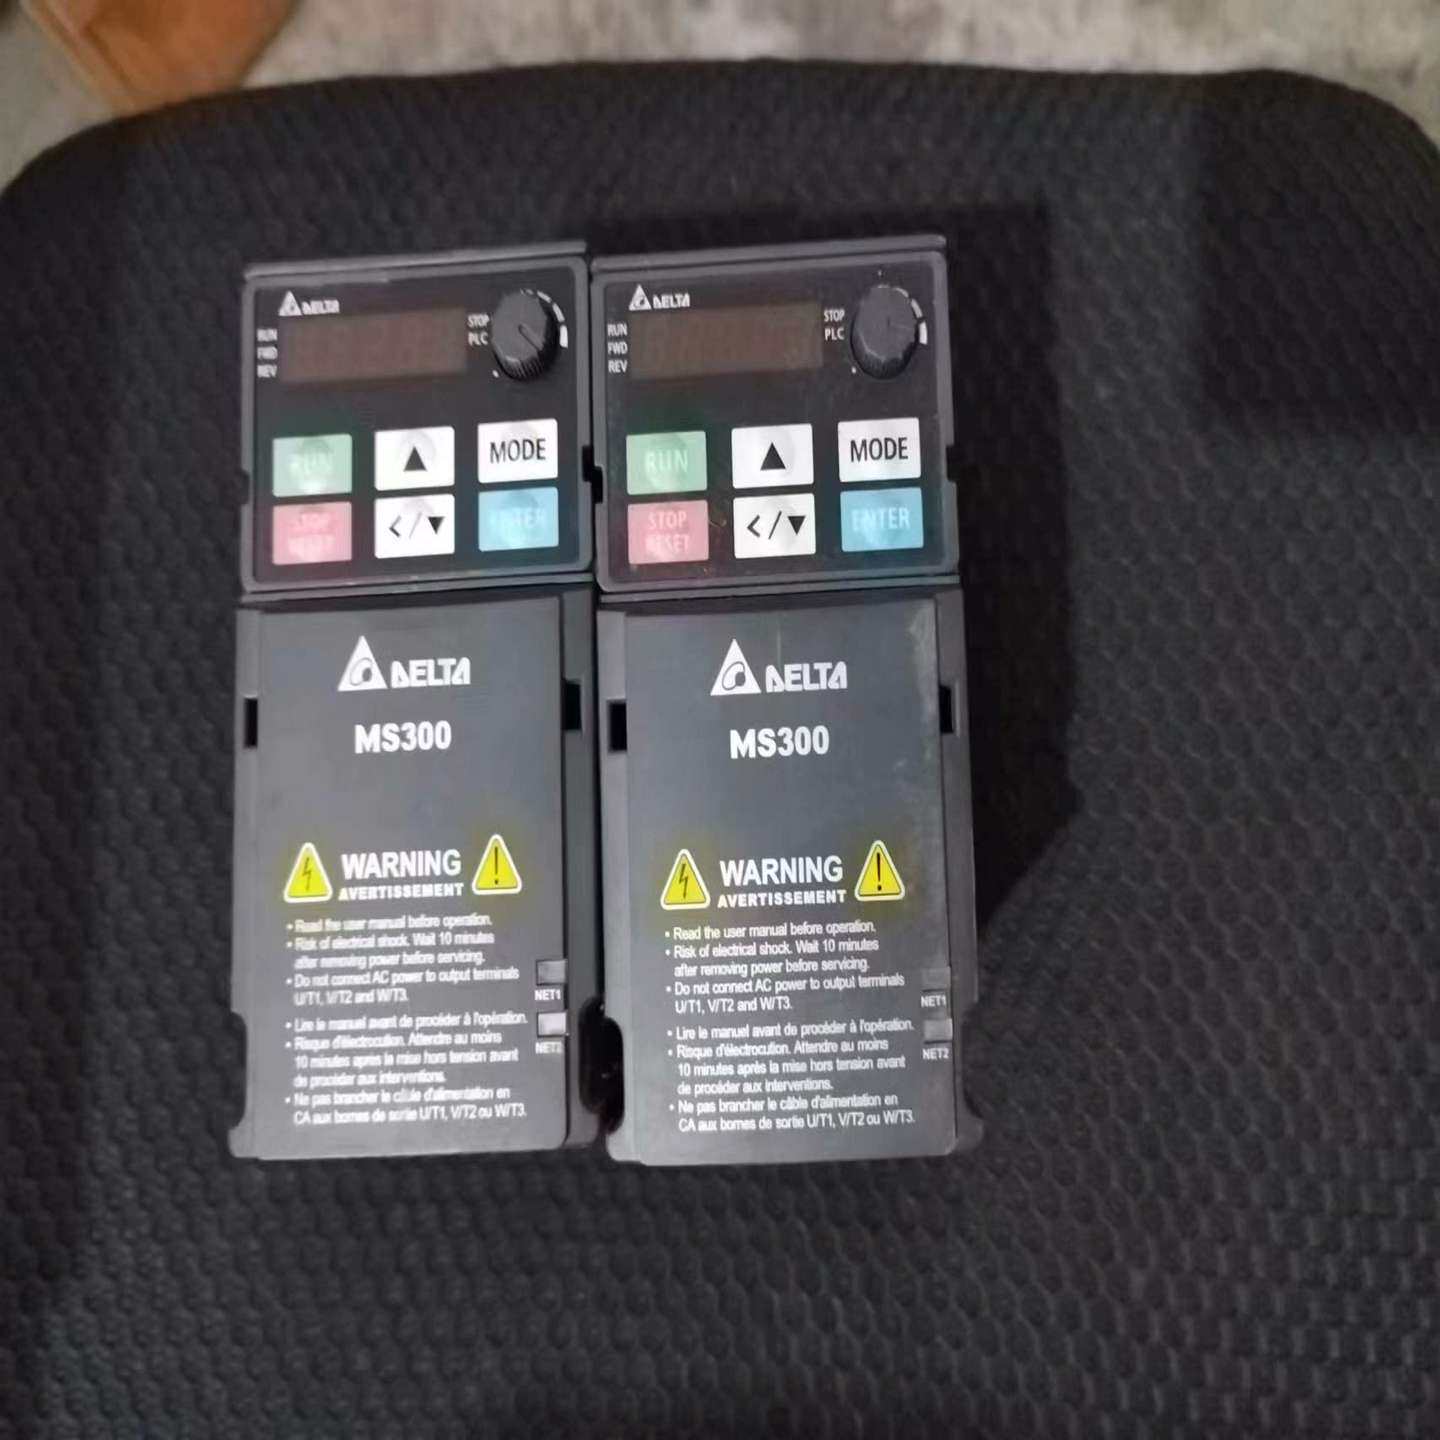 DELTA
RUN
FWD
REV
STOP
PLC
RUN
MODE
STOP
RESET
</
ENTER
DELTA
MS300
WARNING
AVERTISSEMENT
• Read the user manual before operation.
• Risk of electrical shock. Wait 10 minutes
after removing power before servicing.
• Do not connect AC power to output terminals
U/T1, V/T2 and W/T3.
NET1
• Lire le manuel avant de procéder à l'opération.
• Risque d'électrocution. Attendre au moins
10 minutes après la mise hors tension avant
de procéder aux interventions.
NET2
• Ne pas brancher le câble d'alimentation en
CA aux bornes de sortie U/T1, V/T2 ou W/T3.
DELTA
RUN
FWD
REV
STOP
PLC
RUN
MODE
STOP
RESET
</
ENTER
DELTA
MS300
WARNING
AVERTISSEMENT
• Read the user manual before operation.
• Risk of electrical shock. Wait 10 minutes
after removing power before servicing.
• Do not connect AC power to output terminals
U/T1, V/T2 and W/T3.
NET1
• Lire le manuel avant de procéder à l'opération.
• Risque d'électrocution. Attendre au moins
10 minutes après la mise hors tension avant
de procéder aux interventions.
NET2
• Ne pas brancher le câble d'alimentation en
CA aux bornes de sortie U/T1, V/T2 ou W/T3.